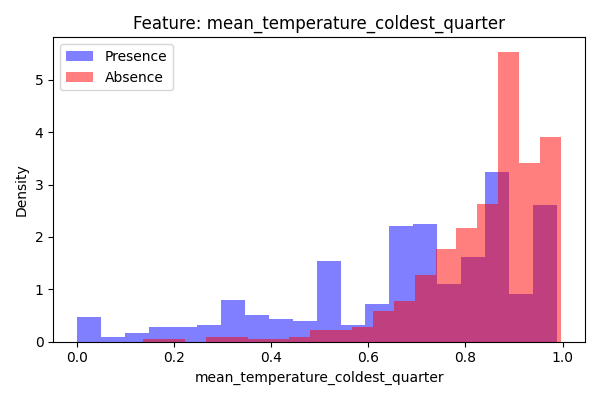 Feature: mean_temperature_coldest_quarter
Presence
Absence
Density
5
4
3
2
1
0
0.0 0.2 0.4 0.6 0.8 1.0
mean_temperature_coldest_quarter